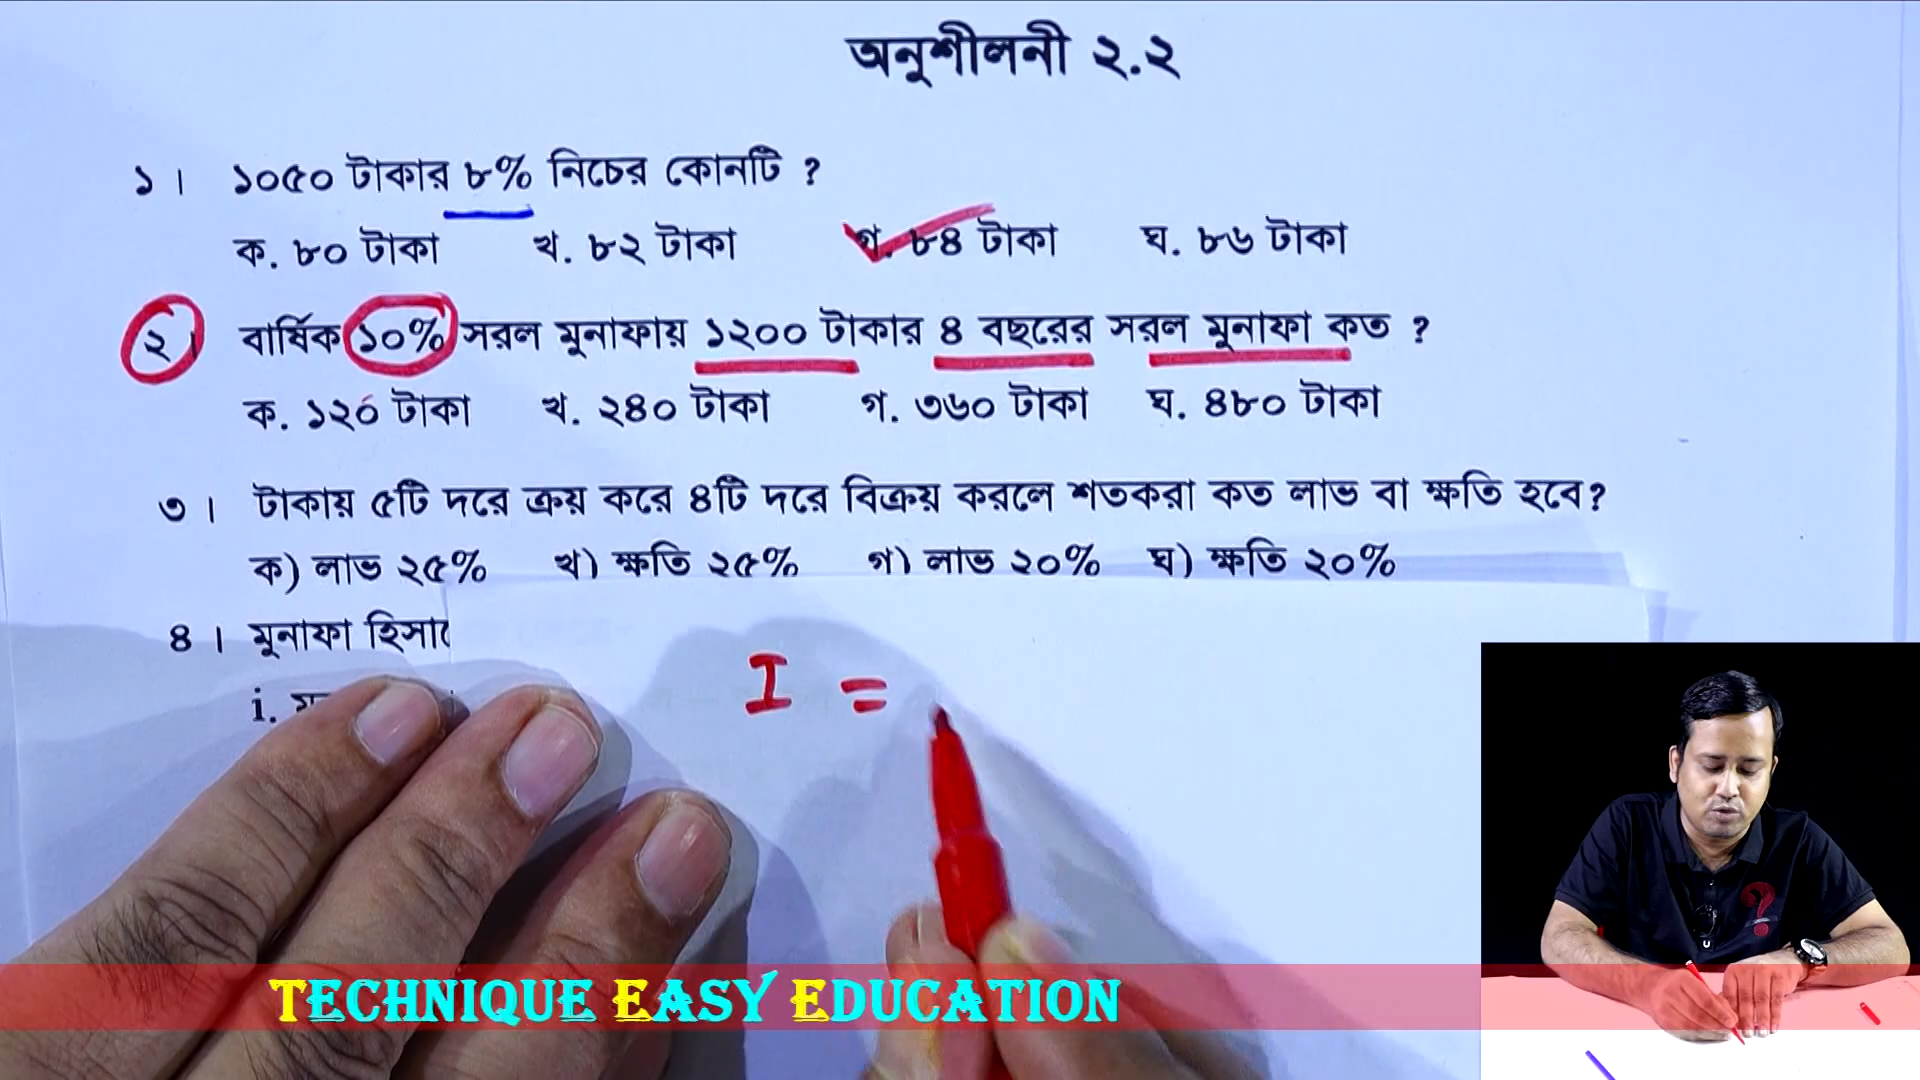 অনুশীলনী ২.২
১। ১০৫০ টাকার ৮% নিচের কোনটি ?
ক. ৮০ টাকা খ. ৮২ টাকা গ. ৮৪ টাকা ঘ. ৮৬ টাকা
২। বার্ষিক ১০% সরল মুনাফায় ১২০০ টাকার ৪ বছরের সরল মুনাফা কত ?
ক. ১২০ টাকা খ. ২৪০ টাকা গ. ৩৬০ টাকা ঘ. ৪৮০ টাকা
৩। টাকায় ৫টি দরে ক্রয় করে ৪টি দরে বিক্রয় করলে শতকরা কত লাভ বা ক্ষতি হবে?
ক) লাভ ২৫% খ) ক্ষতি ২৫% গ) লাভ ২০% ঘ) ক্ষতি ২০%
৪। মুনাফা
i.
I =
TECHNIQUE EASY EDUCATION